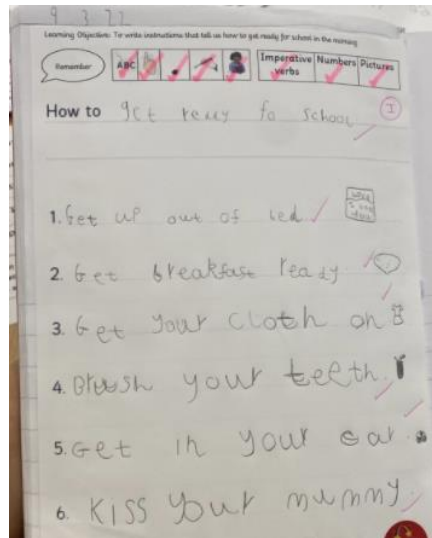 9.3.22
Learning Objective: To write instructions that tell us how to get ready for school in the morning
Remember
ABC
Imperative verbs
Numbers
Pictures
How to get reay fo school
I
1. Get up out of bed
2. Get breakfast ready
3. Get your cloth on
4. Brush your teeth.
5. Get in your car.
6. Kiss your mummy.